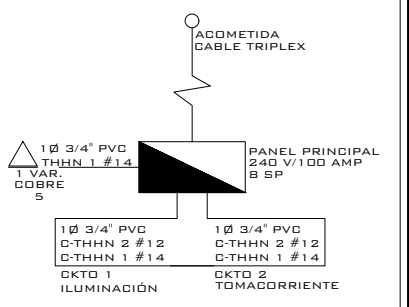 ACOMETIDA
CABLE TRIPLEX
1Ø 3/4" PVC
THHN 1 #14
1 VAR.
COBRE
5
PANEL PRINCIPAL
240 V/100 AMP
8 SP
1Ø 3/4" PVC
C-THHN 2 #12
C-THHN 1 #14
CKTO 1
ILUMINACIÓN
1Ø 3/4" PVC
C-THHN 2 #12
C-THHN 1 #14
CKTO 2
TOMACORRIENTE